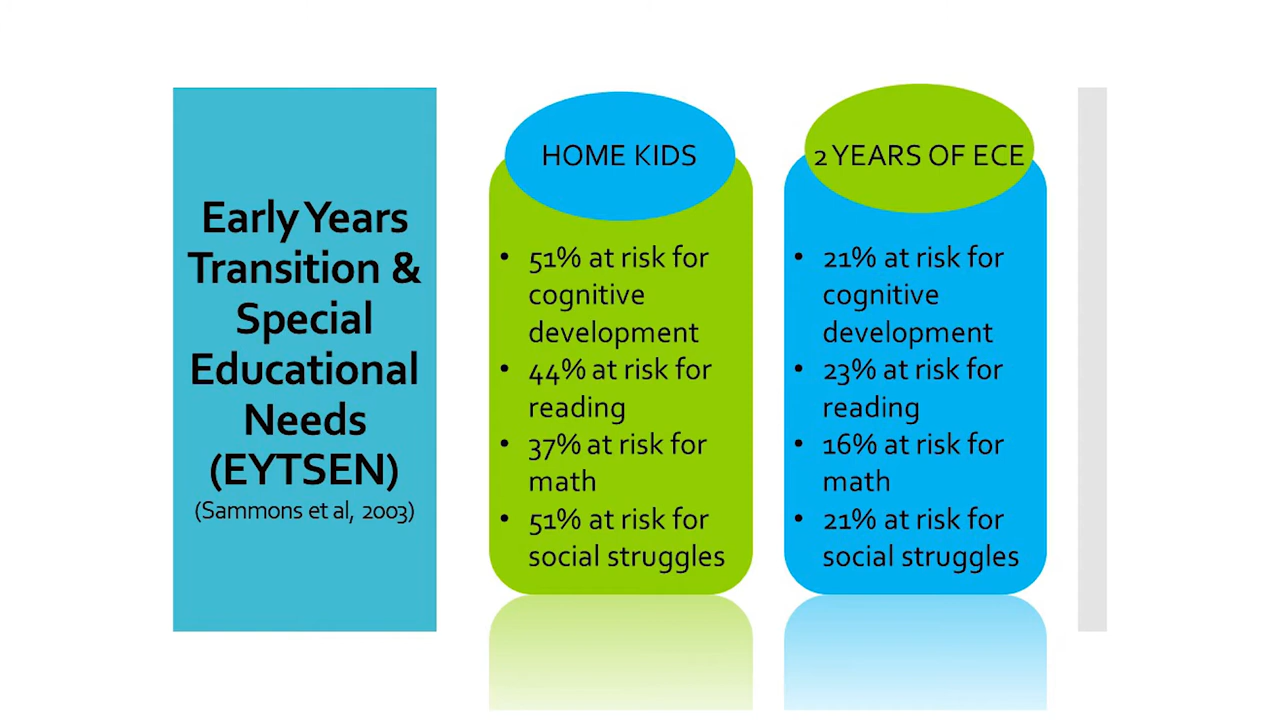 Early Years
Transition &
Special
Educational
Needs
(EYTSEN)
(Sammons et al, 2003)
HOME KIDS
• 51% at risk for
cognitive
development
• 44% at risk for
reading
• 37% at risk for
math
• 51% at risk for
social struggles
2 YEARS OF ECE
• 21% at risk for
cognitive
development
• 23% at risk for
reading
• 16% at risk for
math
• 21% at risk for
social struggles